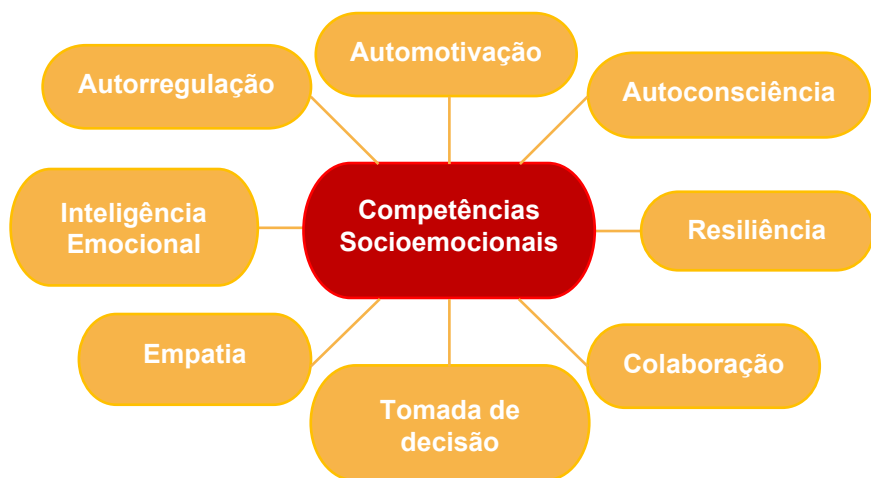 Automotivação
Autorregulação
Autoconsciência
Competências
Socioemocionais
Inteligência
Emocional
Resiliência
Empatia
Colaboração
Tomada de
decisão